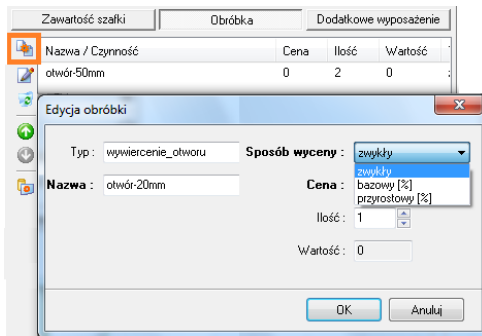 Zawartość szafki Obróbka Dodatkowe wyposażenie
Nazwa / Czynność Cena Ilość Wartość
otwór-50mm 0 2 0
Edycja obróbki
Typ : wywiercenie_otworu Sposób wyceny : zwykły
zwykły
Nazwa : otwór-20mm Cena : bazowy [%]
przyrostowy [%]
Ilość : 1
Wartość : 0
OK Anuluj